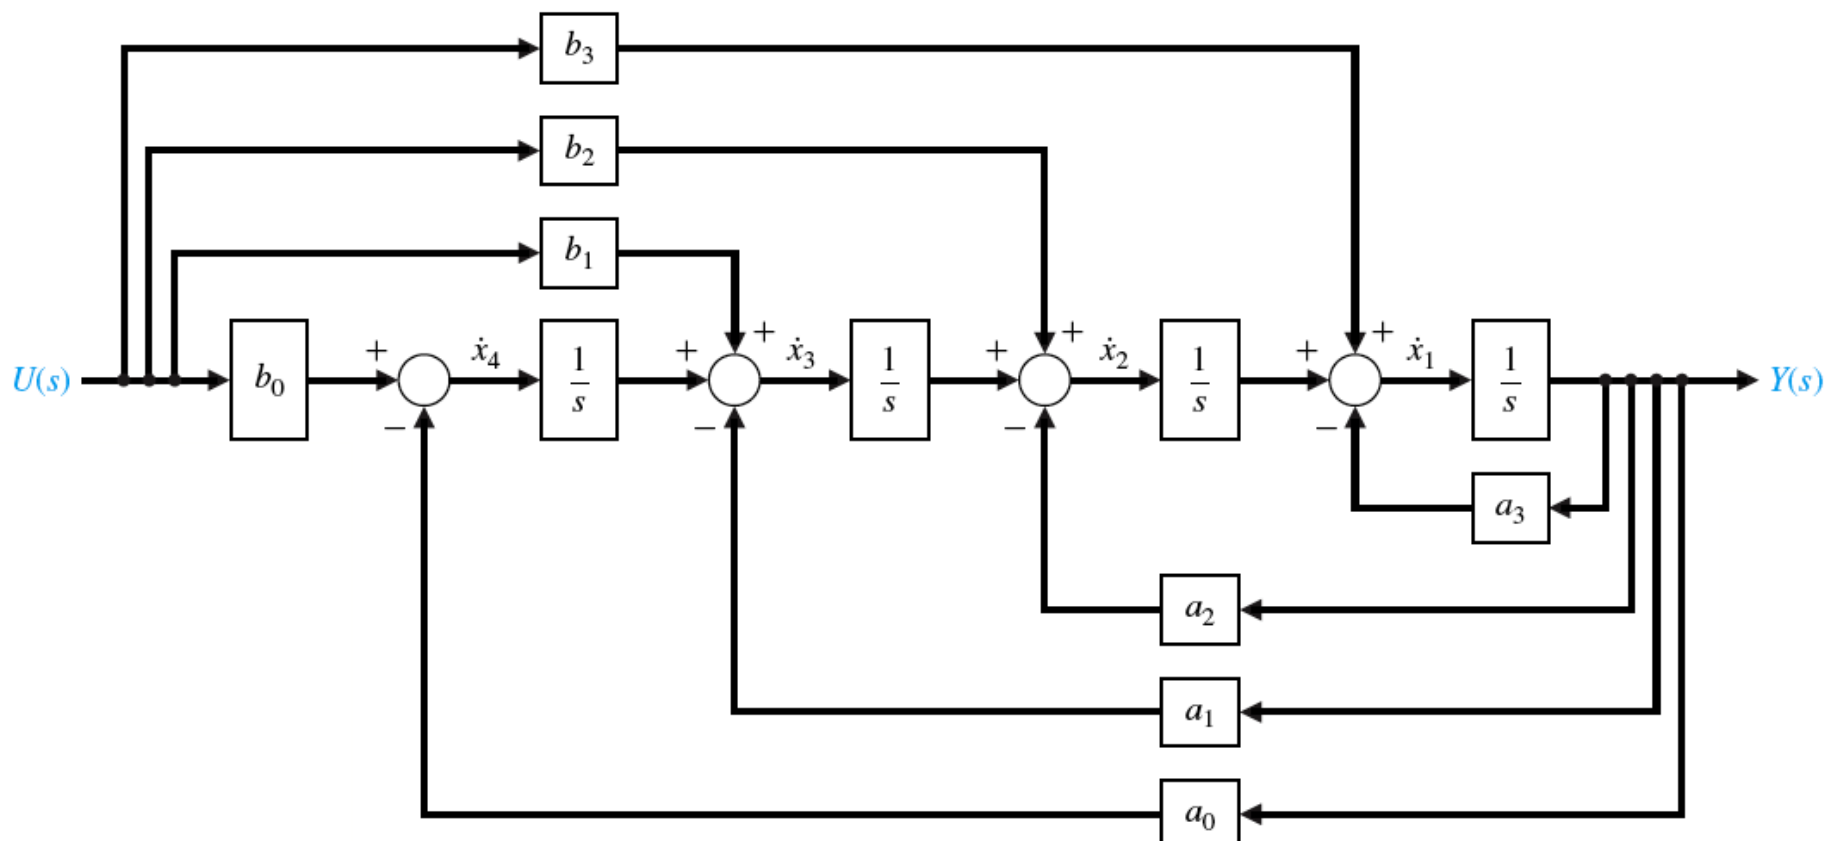 b₃
b₂
b₁
+ + + +
U(s) b₀ + ẋ₄ 1/s + ẋ₃ 1/s + ẋ₂ 1/s + ẋ₁ 1/s Y(s)
− − − −
a₃
a₂
a₁
a₀